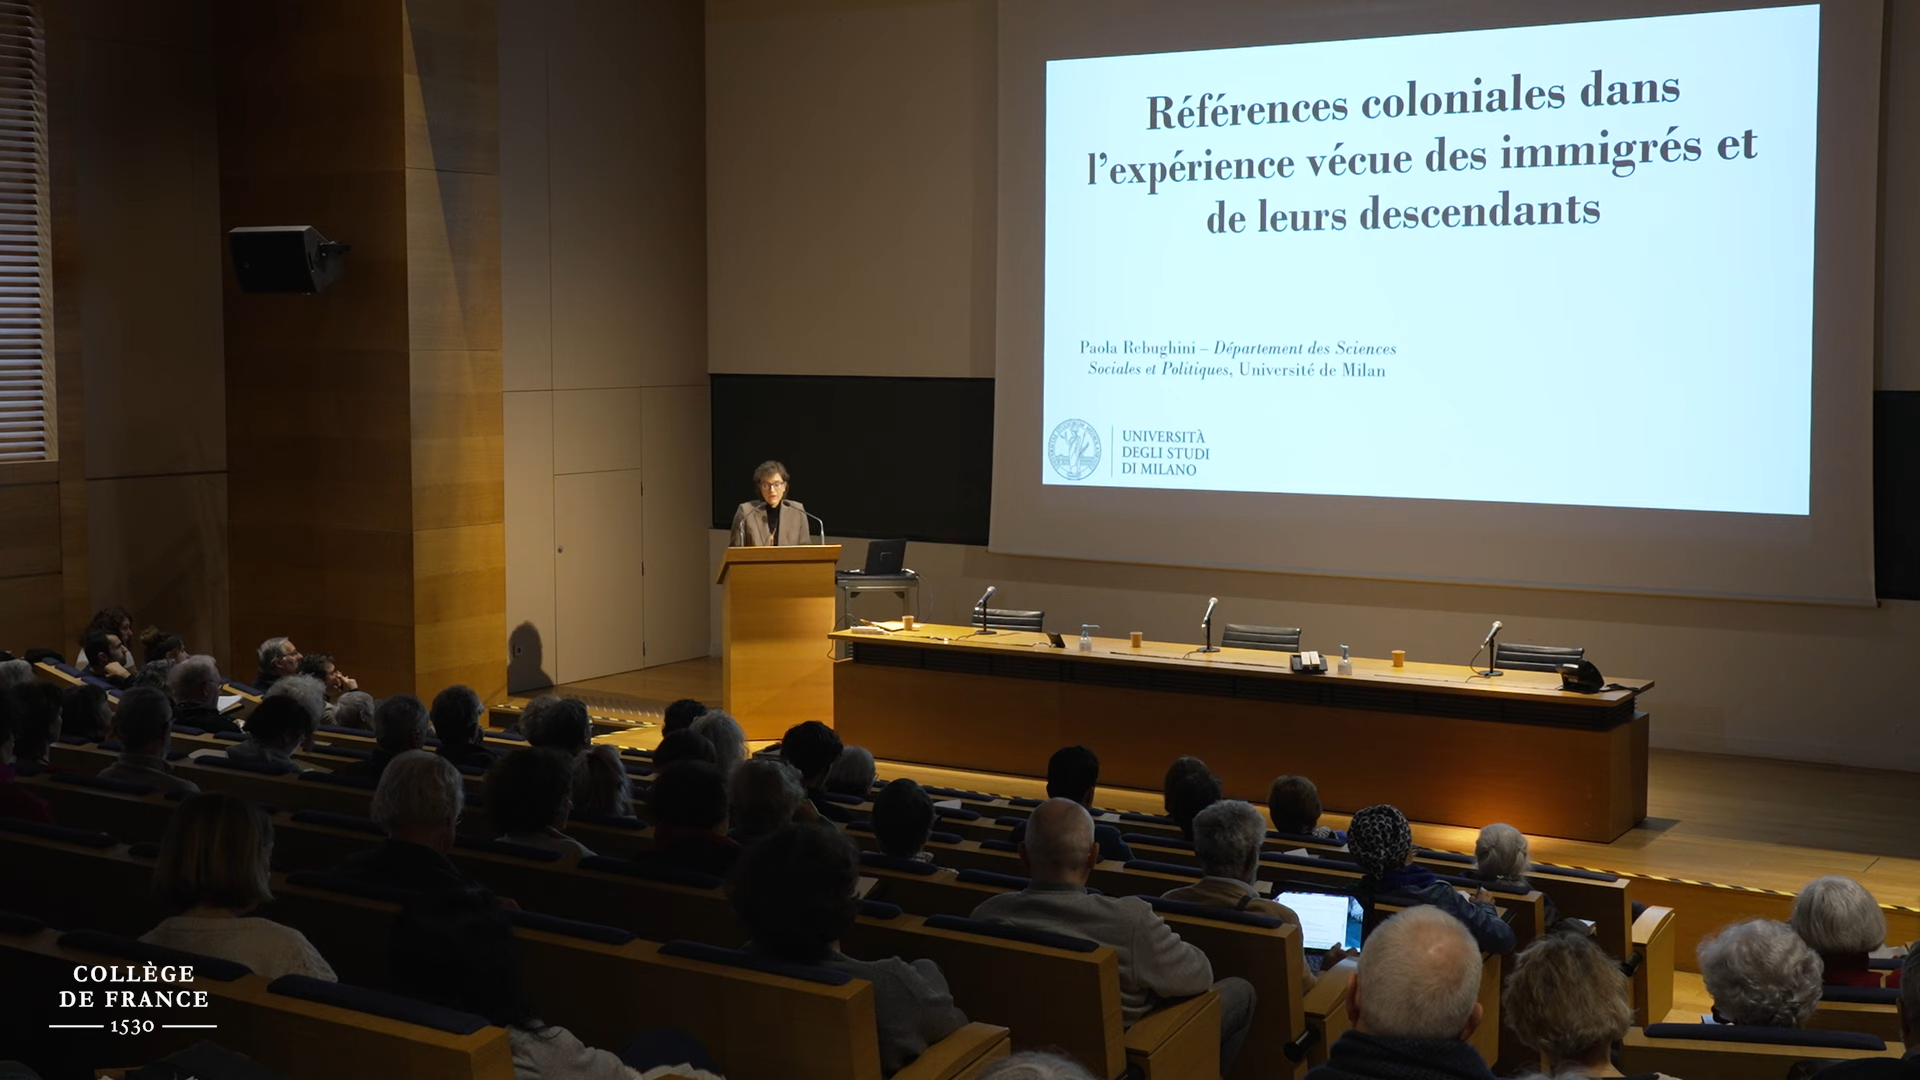 Références coloniales dans
l’expérience vécue des immigrés et
de leurs descendants
Paola Rebughini – Département des Sciences
Sociales et Politiques, Université de Milan
UNIVERSITÀ
DEGLI STUDI
DI MILANO
COLLÈGE
DE FRANCE
1530